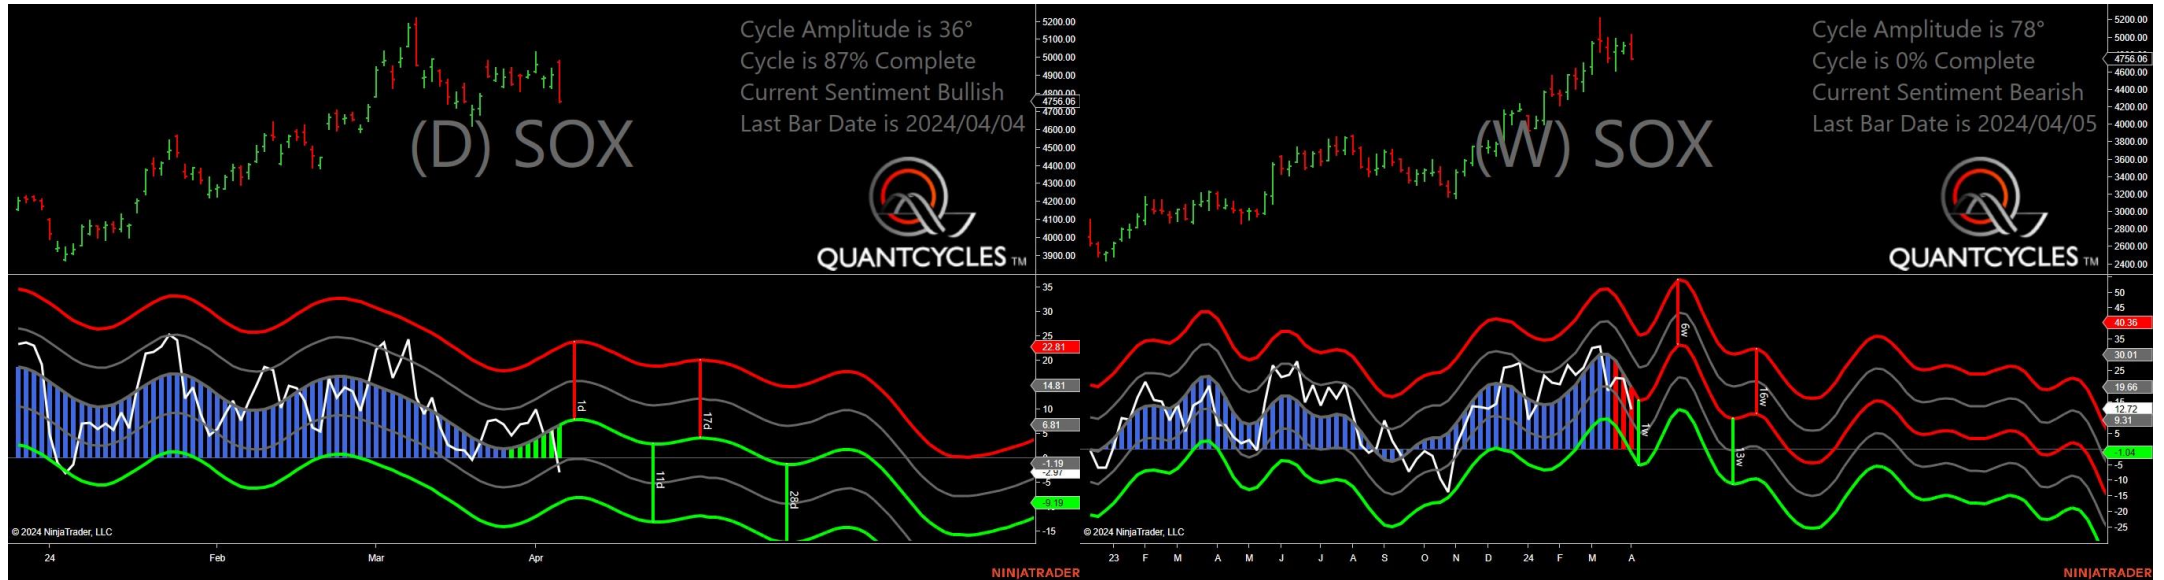 Cycle Amplitude is 36°
Cycle is 87% Complete
Current Sentiment Bullish
Last Bar Date is 2024/04/04
(D) SOX
QUANTCYCLES TM
5200.00
5100.00
5000.00
4900.00
4756.06
4700.00
4600.00
4500.00
4400.00
4300.00
4200.00
4100.00
4000.00
3900.00
35
30
25
22.81
20
14.81
10
6.81
5
-1.19
-2.97
-5
-9.19
-15
1d
17d
11d
28d
© 2024 NinjaTrader, LLC
24 Feb Mar Apr
NINJATRADER
Cycle Amplitude is 78°
Cycle is 0% Complete
Current Sentiment Bearish
Last Bar Date is 2024/04/05
(W) SOX
QUANTCYCLES TM
5200.00
5000.00
4756.06
4600.00
4400.00
4200.00
4000.00
3800.00
3600.00
3400.00
3200.00
3000.00
2800.00
2600.00
2400.00
50
45
40.36
35
30.01
25
19.66
15
12.72
9.31
5
-1.04
-5
-10
-15
-20
-25
6w
16w
1w
13w
© 2024 NinjaTrader, LLC
23 F M A M J J A S O N D 24 F M A
NINJATRADER